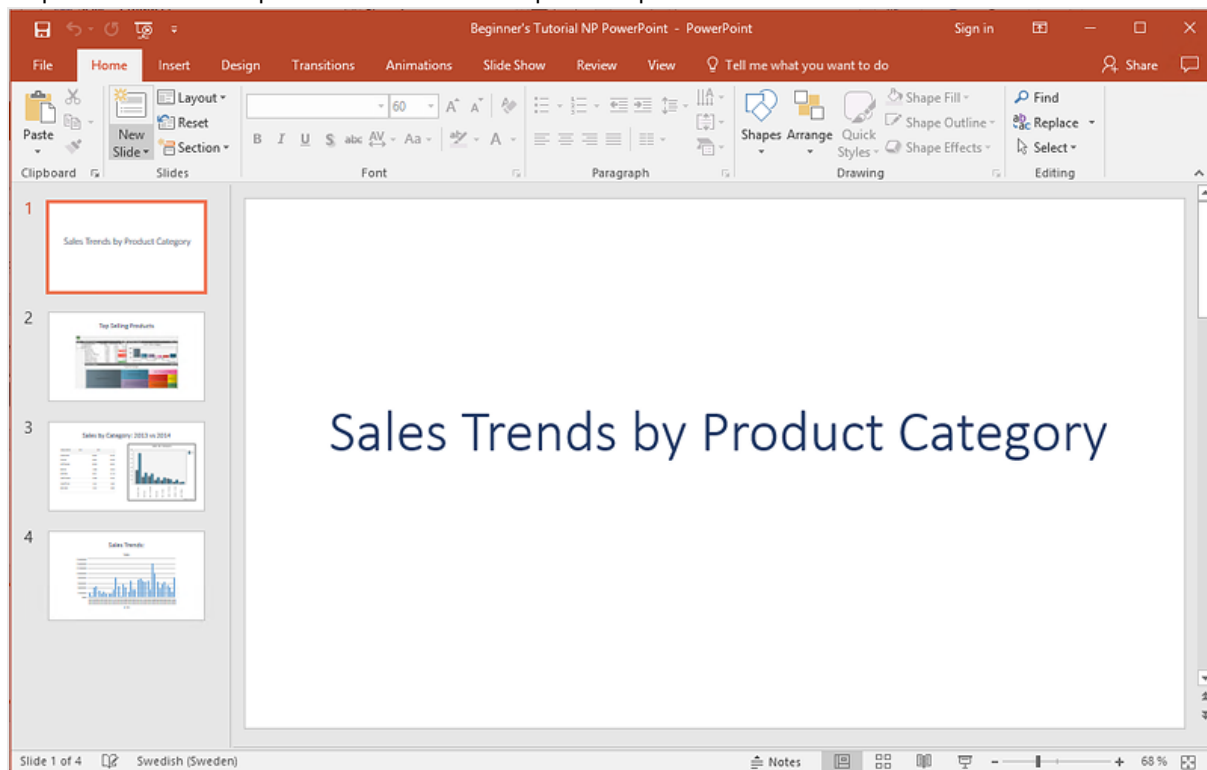 Beginner's Tutorial NP PowerPoint - PowerPoint
Sign in
File Home Insert Design Transitions Animations Slide Show Review View Tell me what you want to do Share
Paste
New Slide
Layout
Reset
Section
60
B I U S abc AV Aa A
Shapes Arrange Quick Styles
Shape Fill
Shape Outline
Shape Effects
Find
Replace
Select
Clipboard Slides Font Paragraph Drawing Editing
1
Sales Trends by Product Category
2
Top Selling Products
3
Sales by Category: 2013 vs 2014
4
Sales Trends:
Sales Trends by Product Category
Slide 1 of 4 Swedish (Sweden) Notes 68 %